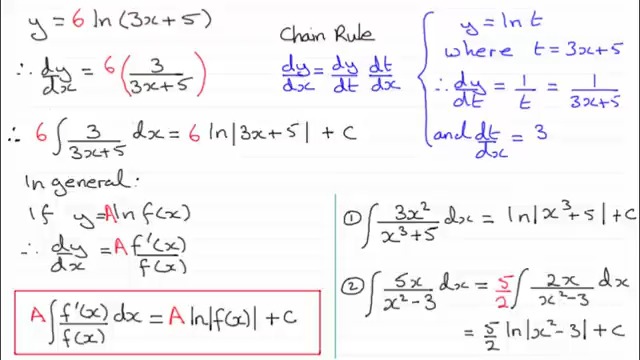 y = 6 ln (3x + 5)
∴ dy/dx = 6 ( 3/(3x+5) )
∴ 6 ∫ 3/(3x+5) dx = 6 ln|3x+5| + C
Chain Rule
dy/dx = dy/dt dt/dx
y = ln t
where t = 3x+5
∴ dy/dt = 1/t = 1/(3x+5)
and dt/dx = 3
In general:
If y = A ln f(x)
∴ dy/dx = A f'(x)/f(x)
A ∫ f'(x)/f(x) dx = A ln|f(x)| + C
① ∫ 3x²/(x³+5) dx = ln|x³+5| + C
② ∫ 5x/(x²-3) dx = 5/2 ∫ 2x/(x²-3) dx
= 5/2 ln|x²-3| + C